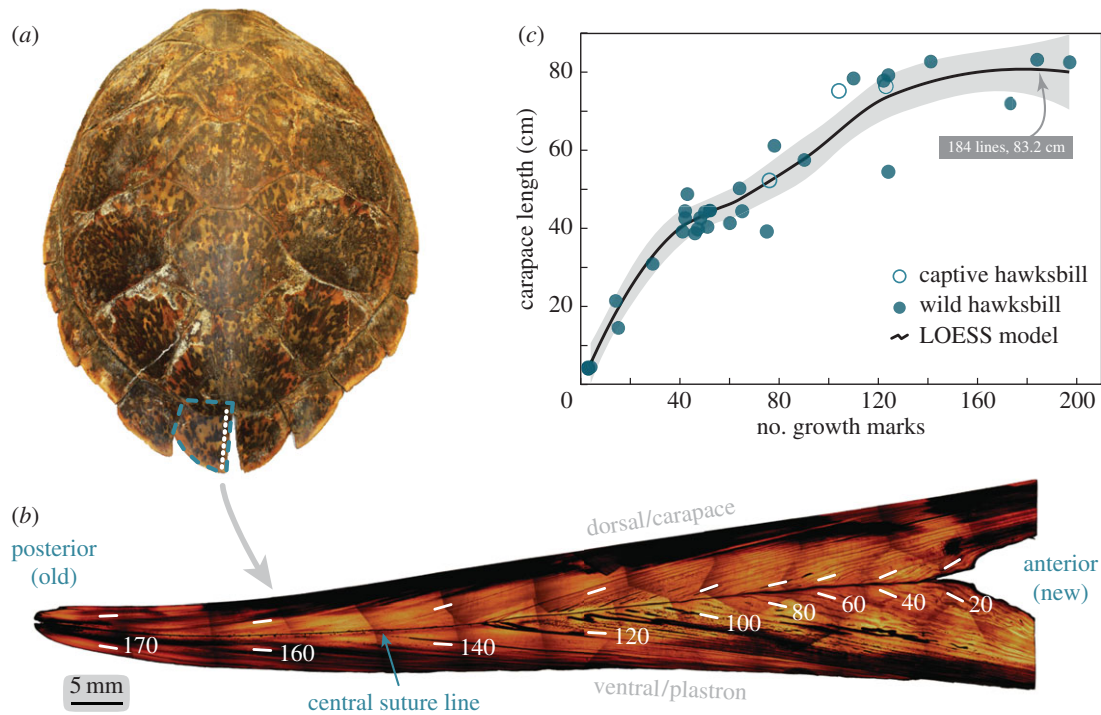 (a)
(c)
80
60
40
20
0
40
80
120
160
200
carapace length (cm)
no. growth marks
184 lines, 83.2 cm
captive hawksbill
wild hawksbill
LOESS model
(b)
posterior
(old)
dorsal/carapace
anterior
(new)
170
160
140
120
100
80
60
40
20
5 mm
central suture line
ventral/plastron